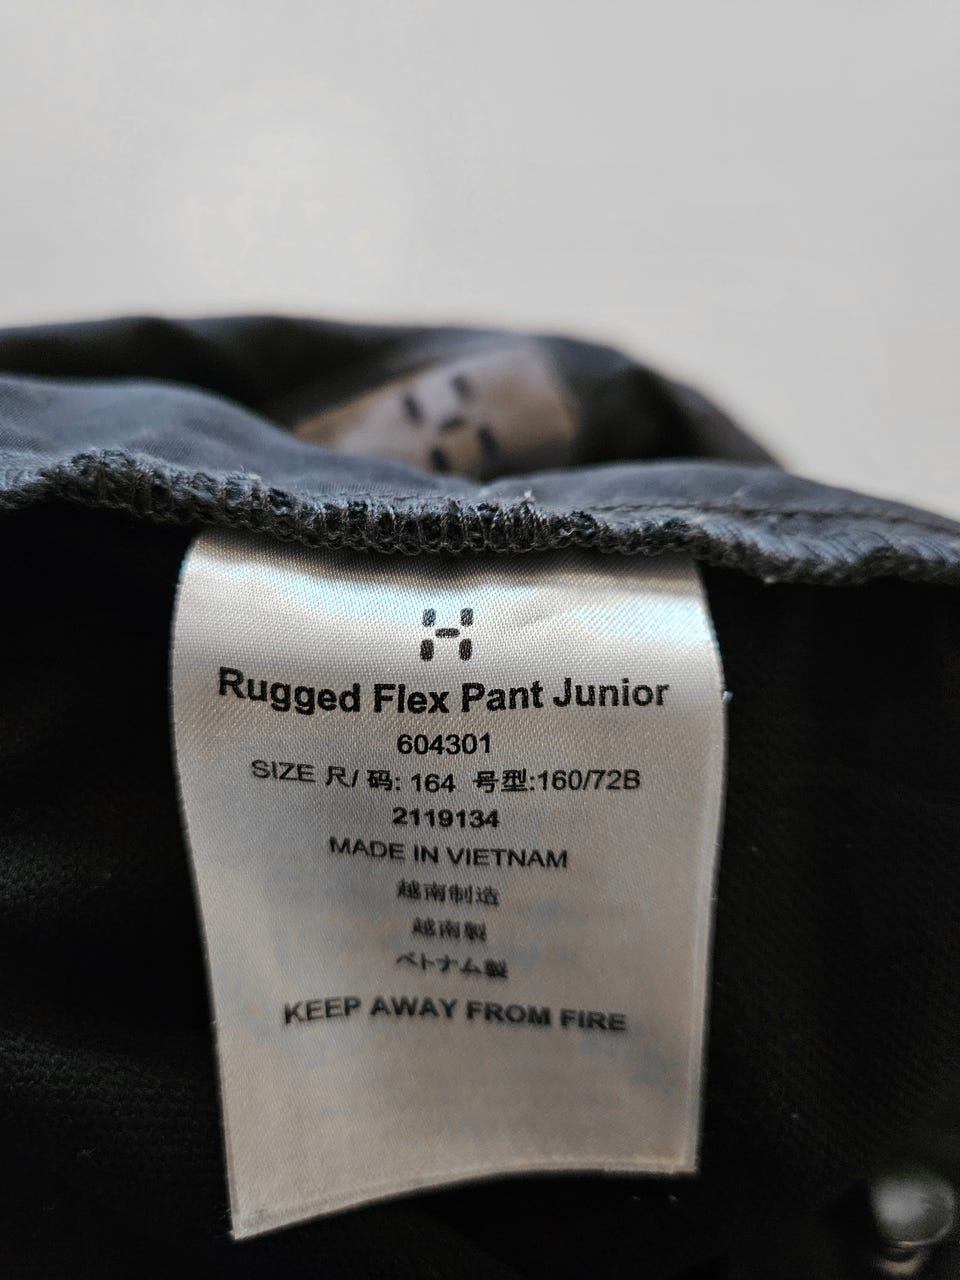 Rugged Flex Pant Junior
604301
SIZE 尺/ 码: 164 号型:160/72B
2119134
MADE IN VIETNAM
越南制造
越南製
ベトナム製
KEEP AWAY FROM FIRE